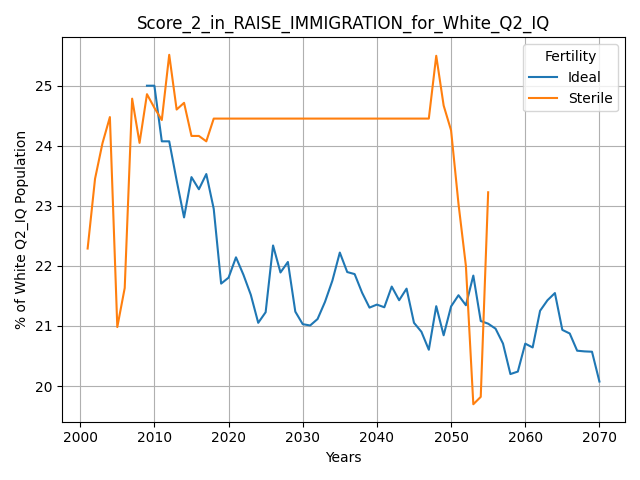 Score_2_in_RAISE_IMMIGRATION_for_White_Q2_IQ
Fertility
Ideal
Sterile
% of White Q2_IQ Population
25
24
23
22
21
20
2000 2010 2020 2030 2040 2050 2060 2070
Years